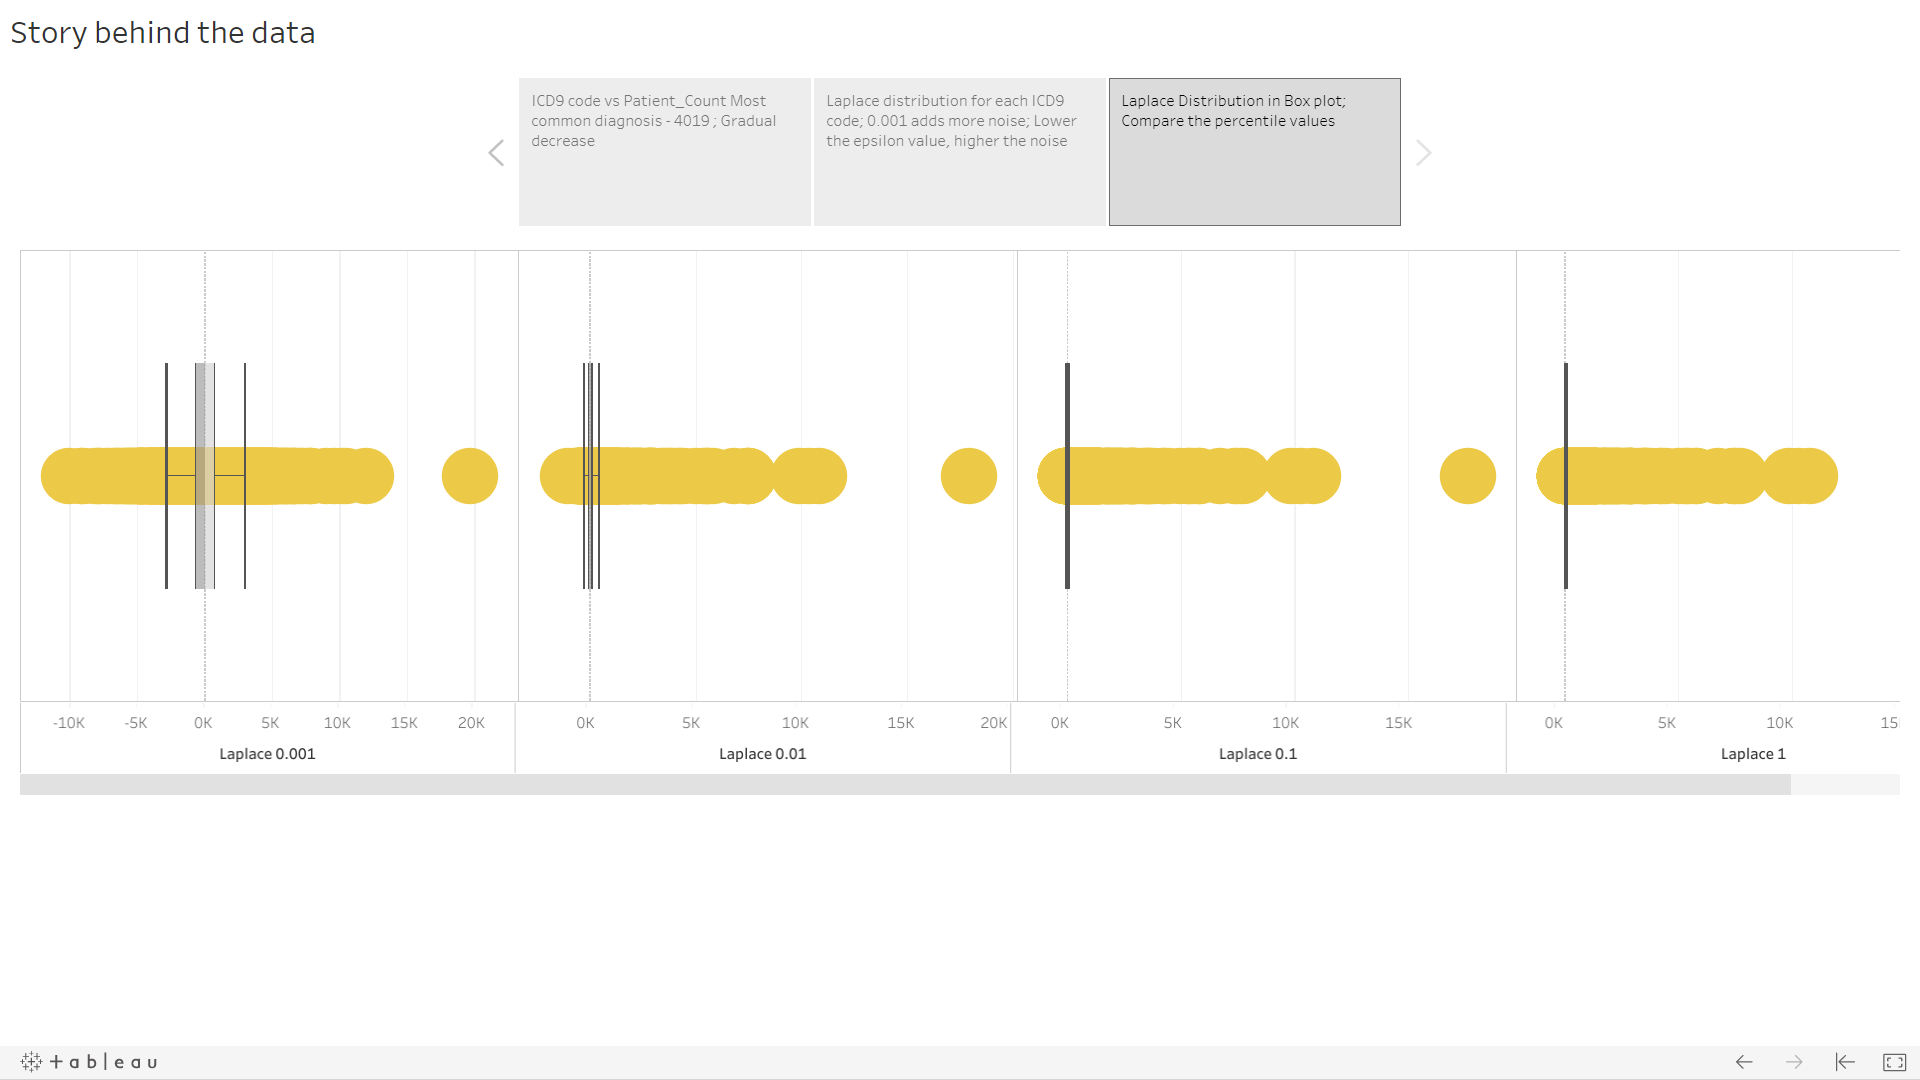 Story behind the data
ICD9 code vs Patient_Count Most
common diagnosis - 4019 ; Gradual
decrease
Laplace distribution for each ICD9
code; 0.001 adds more noise; Lower
the epsilon value, higher the noise
Laplace Distribution in Box plot;
Compare the percentile values
-10K -5K 0K 5K 10K 15K 20K
0K 5K 10K 15K 20K
0K 5K 10K 15K
0K 5K 10K 15
Laplace 0.001
Laplace 0.01
Laplace 0.1
Laplace 1
+ableau